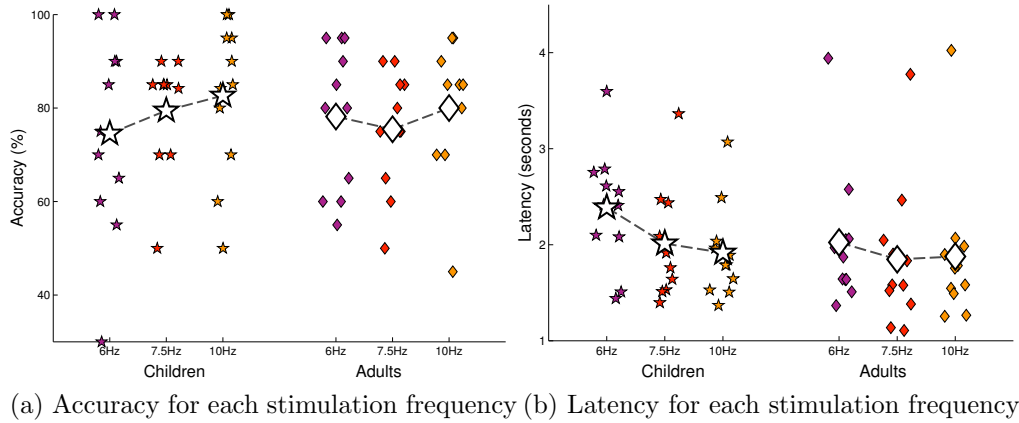 100
80
60
40
Accuracy (%)
6Hz 7.5Hz 10Hz 6Hz 7.5Hz 10Hz
Children Adults
4
3
2
1
Latency (seconds)
6Hz 7.5Hz 10Hz 6Hz 7.5Hz 10Hz
Children Adults
(a) Accuracy for each stimulation frequency (b) Latency for each stimulation frequency